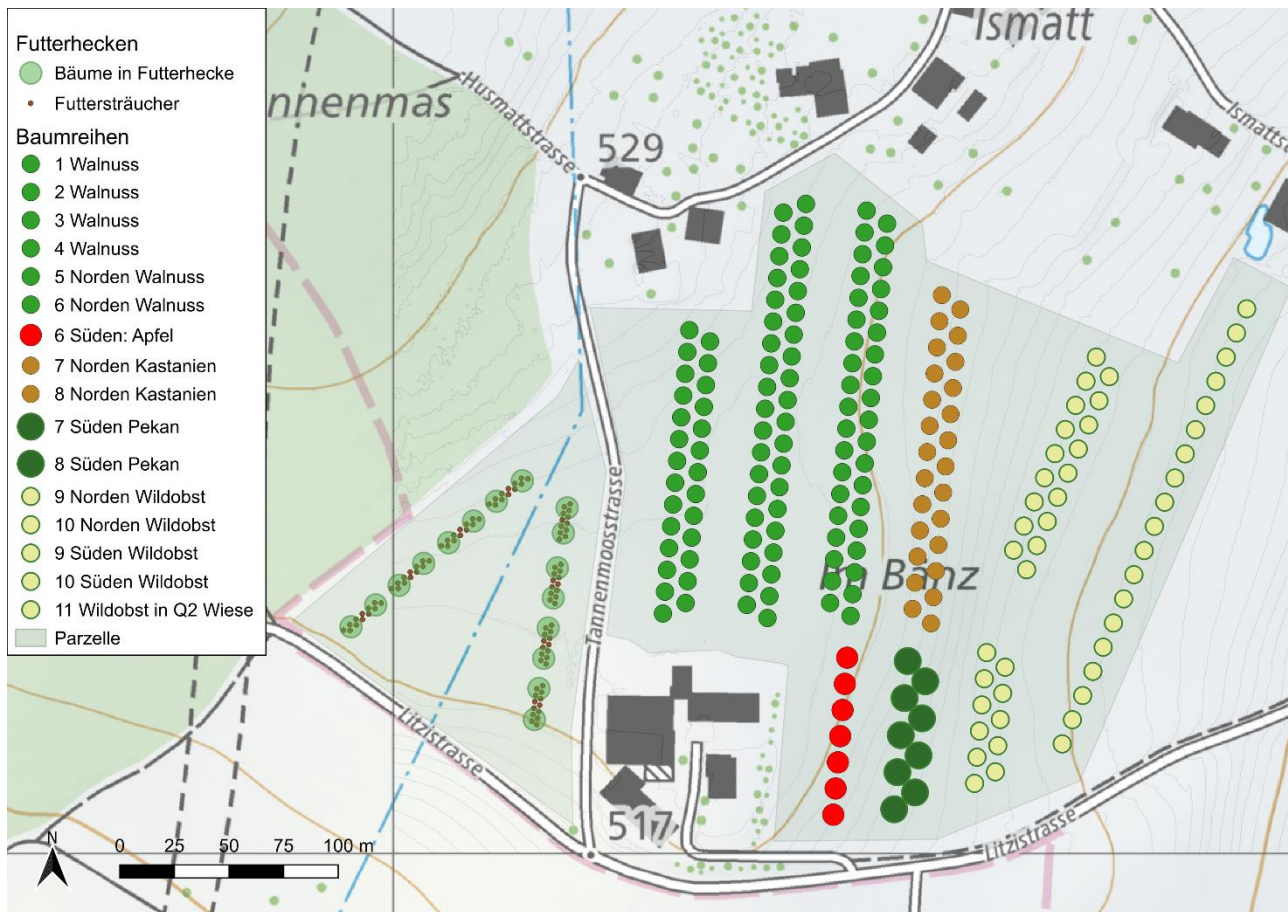 Futterhecken
Bäume in Futterhecke
Futtersträucher
Baumreihen
1 Walnuss
2 Walnuss
3 Walnuss
4 Walnuss
5 Norden Walnuss
6 Norden Walnuss
6 Süden: Apfel
7 Norden Kastanien
8 Norden Kastanien
7 Süden Pekan
8 Süden Pekan
9 Norden Wildobst
10 Norden Wildobst
9 Süden Wildobst
10 Süden Wildobst
11 Wildobst in Q2 Wiese
Parzelle
nnenmas
Husmattstrasse
529
Ismatt
Ismatts
Tannenmoosstrasse
Im Bänz
Litzistrasse
517
Litzistrasse
N
0 25 50 75 100 m